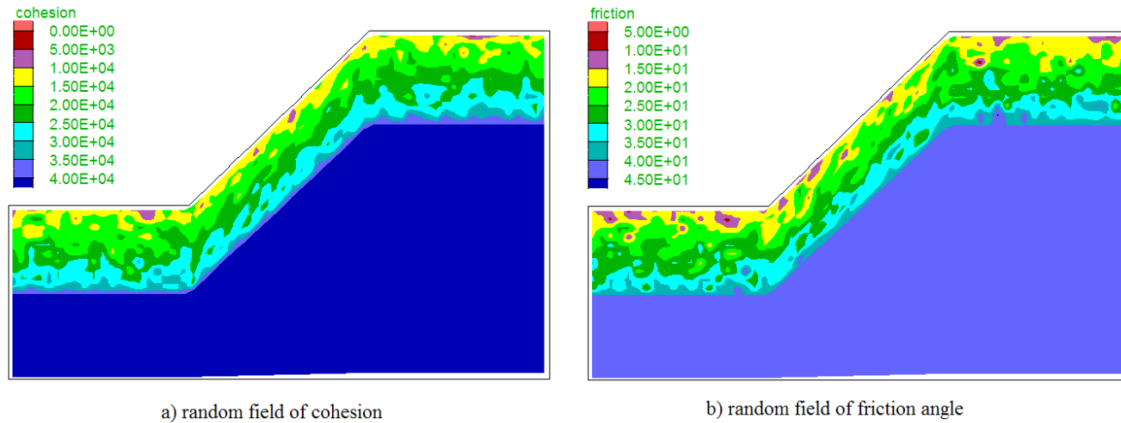 cohesion
0.00E+00
5.00E+03
1.00E+04
1.50E+04
2.00E+04
2.50E+04
3.00E+04
3.50E+04
4.00E+04
friction
5.00E+00
1.00E+01
1.50E+01
2.00E+01
2.50E+01
3.00E+01
3.50E+01
4.00E+01
4.50E+01
a) random field of cohesion
b) random field of friction angle